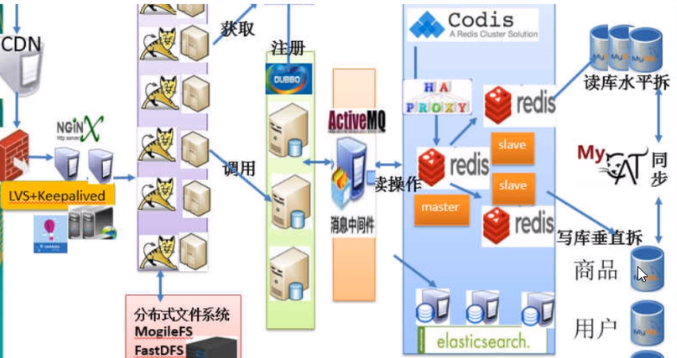 CDN
NGiNX
http server
LVS+Keepalived
获取
调用
分布式文件系统
MogileFS
FastDFS
注册
DUBBO
ActiveMQ
消息中间件
读操作
Codis
A Redis Cluster Solution
HA
PROXY
redis
redis
redis
slave
slave
master
elasticsearch.
读库水平拆
MyCAT
同步
写库垂直拆
商品
用户